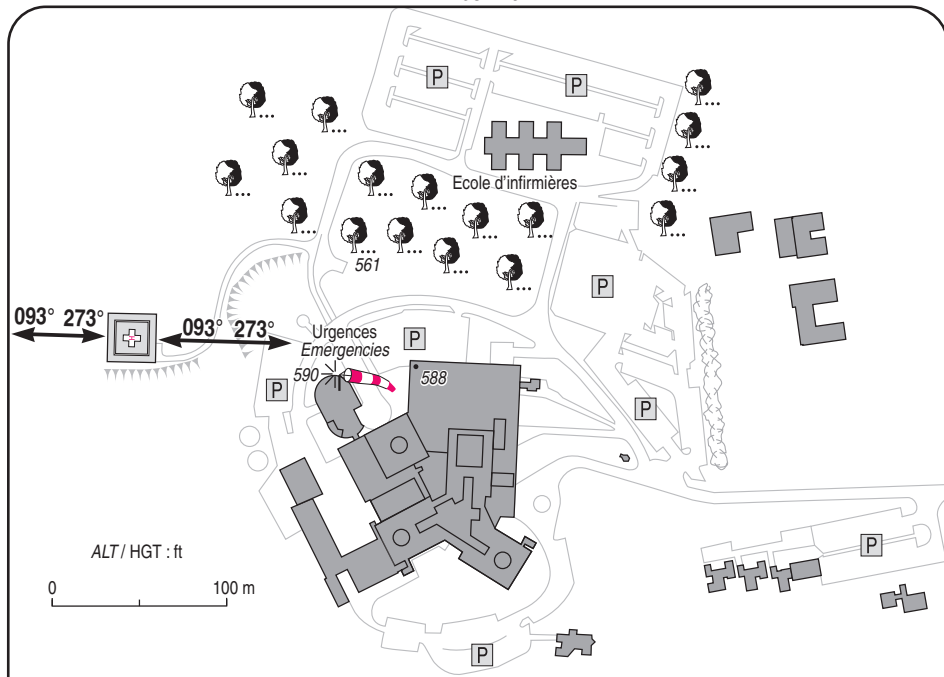 P
P
Ecole d'infirmières
561
P
093° 273°
093° 273°
Urgences
Emergencies
P
590
588
P
P
ALT / HGT : ft
0 100 m
P
P